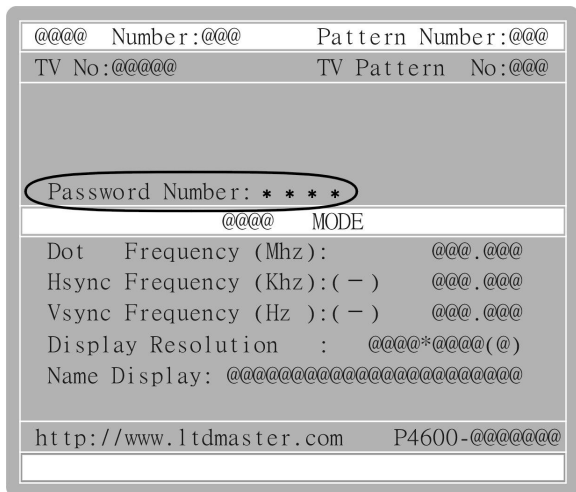 @@@@ Number:@@@ Pattern Number:@@@
TV No:@@@@@ TV Pattern No:@@@
Password Number: * * * *
@@@@ MODE
Dot Frequency (Mhz): @@@.@@@
Hsync Frequency (Khz):(−) @@@.@@@
Vsync Frequency (Hz ):(−) @@@.@@@
Display Resolution : @@@@*@@@@(@)
Name Display: @@@@@@@@@@@@@@@@@@@@@@@
http://www.ltdmaster.com P4600-@@@@@@@